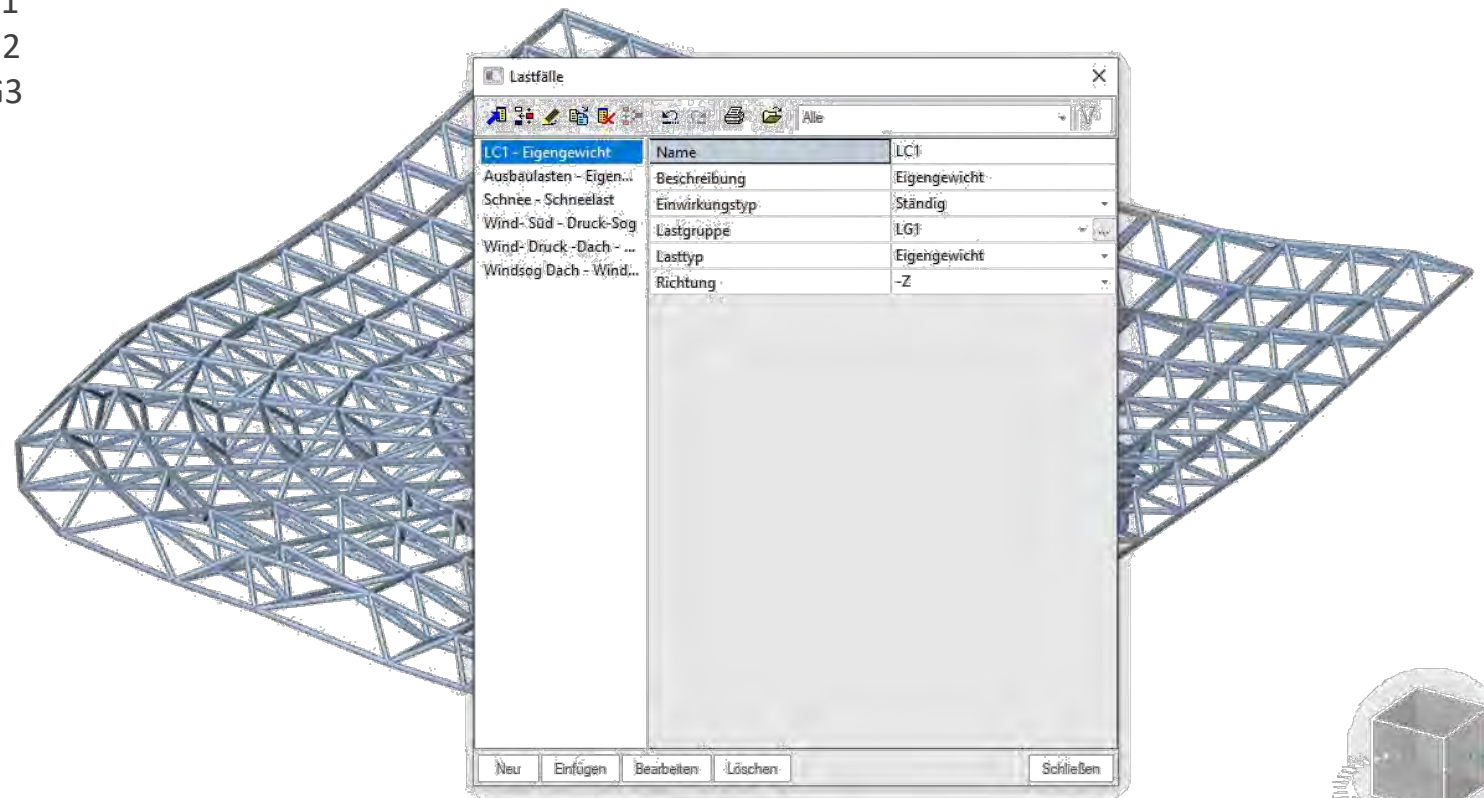 1
2
G3
Lastfälle
Alle
LC1 - Eigengewicht
Ausbaulasten - Eigen...
Schnee - Schneelast
Wind- Süd - Druck-Sog
Wind- Druck -Dach - ...
Windsog Dach - Wind...
Name LC1
Beschreibung Eigengewicht
Einwirkungstyp Ständig
Lastgruppe LG1 ...
Lasttyp Eigengewicht
Richtung -Z
Neu Einfügen Bearbeiten Löschen Schließen